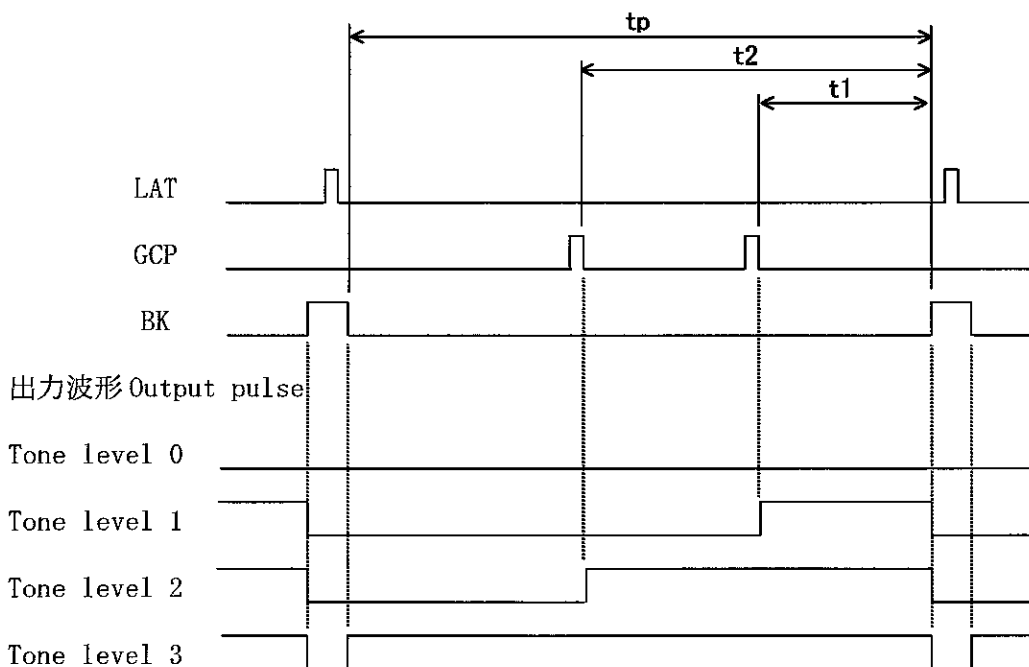 tp
t2
t1
LAT
GCP
BK
出力波形 Output pulse
Tone level 0
Tone level 1
Tone level 2
Tone level 3